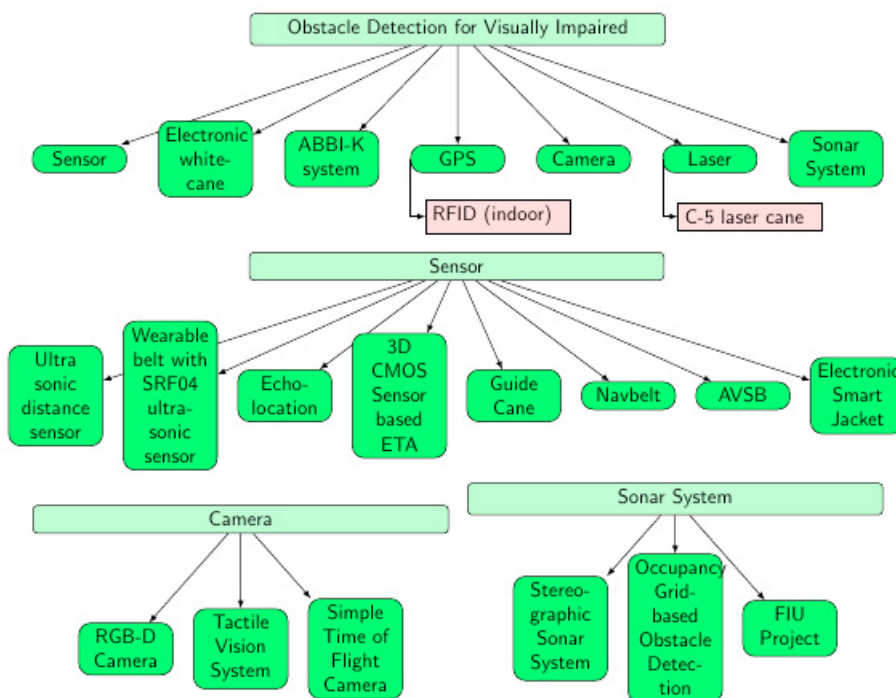 Obstacle Detection for Visually Impaired
Sensor
Electronic
white-
cane
ABBI-K
system
GPS
Camera
Laser
Sonar
System
RFID (indoor)
C-5 laser cane
Sensor
Ultra
sonic
distance
sensor
Wearable
belt with
SRF04
ultra-
sonic
sensor
Echo-
location
3D
CMOS
Sensor
based
ETA
Guide
Cane
Navbelt
AVSB
Electronic
Smart
Jacket
Camera
RGB-D
Camera
Tactile
Vision
System
Simple
Time of
Flight
Camera
Sonar System
Stereo-
graphic
Sonar
System
Occupancy
Grid-
based
Obstacle
Detec-
tion
FIU
Project